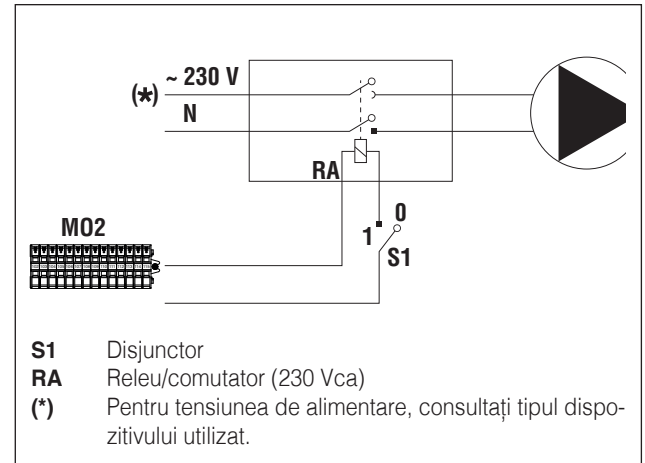 ~ 230 V
(*)
N
RA
MO2
0
1
S1
S1 Disjunctor
RA Releu/comutator (230 Vca)
(*) Pentru tensiunea de alimentare, consultați tipul dispo-
zitivului utilizat.